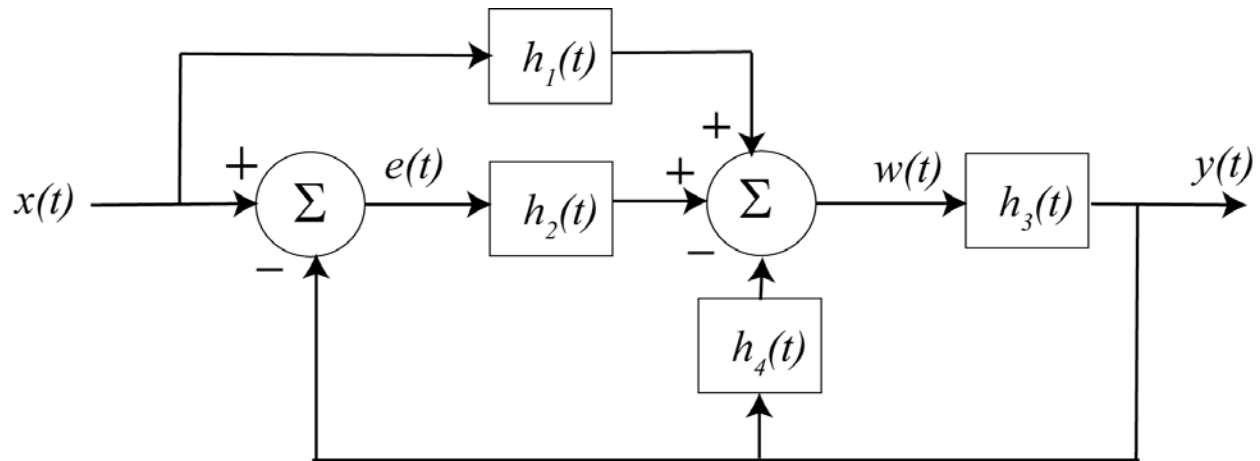 h₁(t)
+
+ e(t) + w(t) y(t)
x(t) Σ h₂(t) Σ h₃(t)
− −
h₄(t)